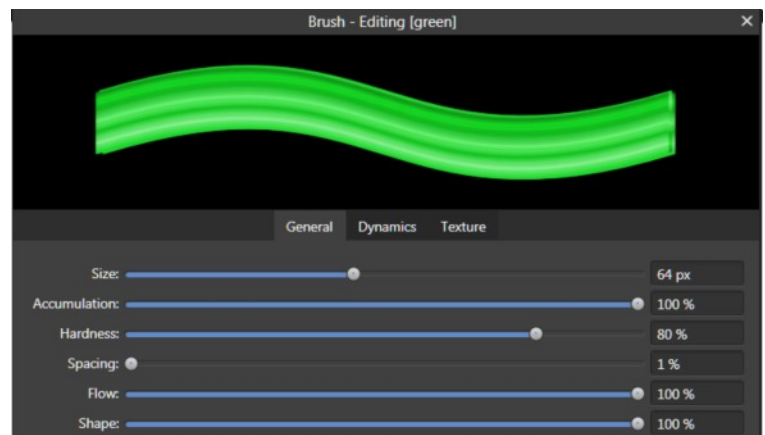 Brush - Editing [green]
General Dynamics Texture
Size: 64 px
Accumulation: 100 %
Hardness: 80 %
Spacing: 1 %
Flow: 100 %
Shape: 100 %